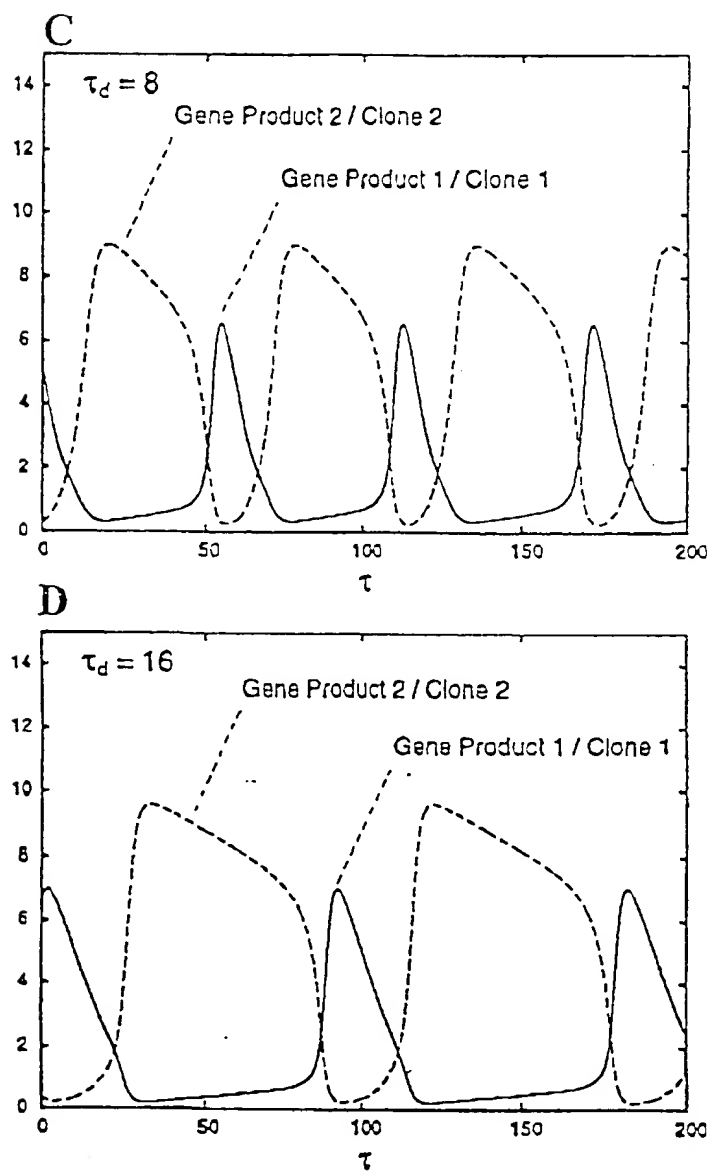 C
τd = 8
Gene Product 2 / Clone 2
Gene Product 1 / Clone 1
14
12
10
8
6
4
2
0
0 50 100 150 200
τ
D
τd = 16
Gene Product 2 / Clone 2
Gene Product 1 / Clone 1
14
12
10
8
6
4
2
0
0 50 100 150 200
τ